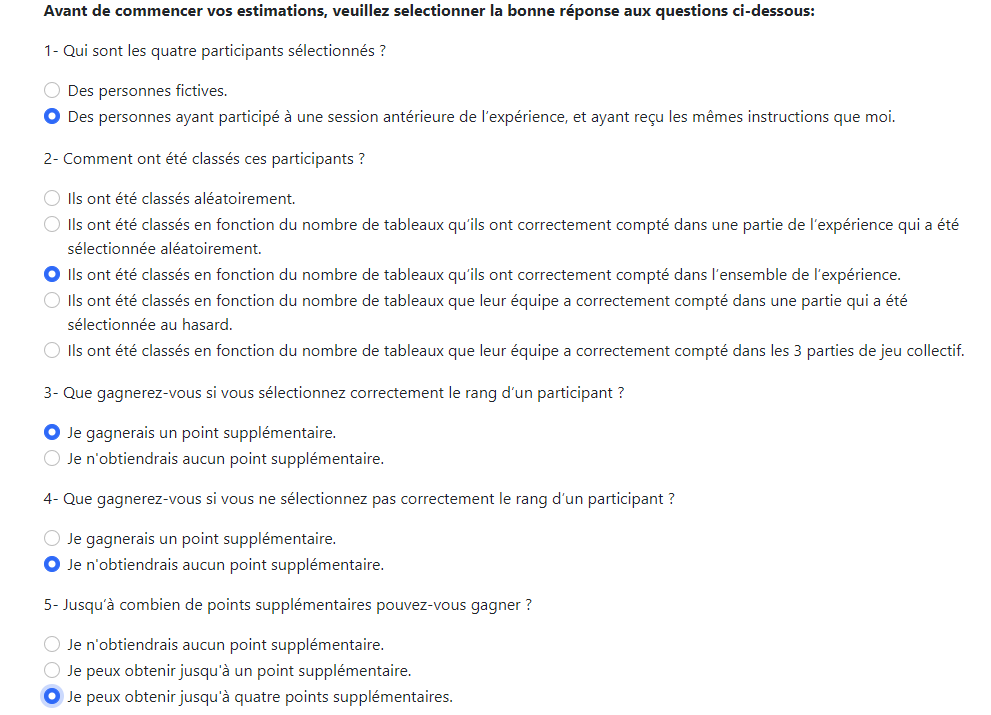 Avant de commencer vos estimations, veuillez selectionner la bonne réponse aux questions ci-dessous:
1- Qui sont les quatre participants sélectionnés ?
Des personnes fictives.
Des personnes ayant participé à une session antérieure de l'expérience, et ayant reçu les mêmes instructions que moi.
2- Comment ont été classés ces participants ?
Ils ont été classés aléatoirement.
Ils ont été classés en fonction du nombre de tableaux qu'ils ont correctement compté dans une partie de l'expérience qui a été
sélectionnée aléatoirement.
Ils ont été classés en fonction du nombre de tableaux qu'ils ont correctement compté dans l'ensemble de l'expérience.
Ils ont été classés en fonction du nombre de tableaux que leur équipe a correctement compté dans une partie qui a été
sélectionnée au hasard.
Ils ont été classés en fonction du nombre de tableaux que leur équipe a correctement compté dans les 3 parties de jeu collectif.
3- Que gagnerez-vous si vous sélectionnez correctement le rang d'un participant ?
Je gagnerais un point supplémentaire.
Je n'obtiendrais aucun point supplémentaire.
4- Que gagnerez-vous si vous ne sélectionnez pas correctement le rang d'un participant ?
Je gagnerais un point supplémentaire.
Je n'obtiendrais aucun point supplémentaire.
5- Jusqu'à combien de points supplémentaires pouvez-vous gagner ?
Je n'obtiendrais aucun point supplémentaire.
Je peux obtenir jusqu'à un point supplémentaire.
Je peux obtenir jusqu'à quatre points supplémentaires.